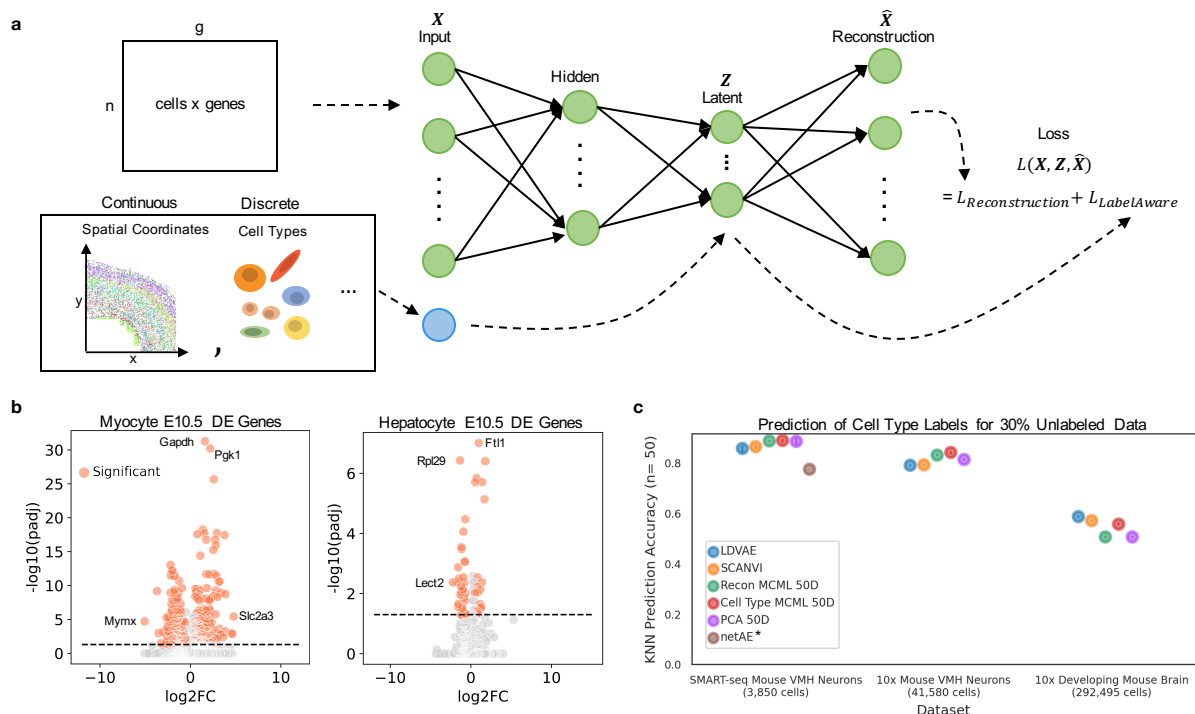 a
g
n
cells x genes
X
Input
Hidden
Z
Latent
X̂
Reconstruction
Loss
L(X, Z, X̂)
= L_Reconstruction + L_LabelAware
Continuous
Discrete
Spatial Coordinates
Cell Types
y
x
,
...
b
Myocyte E10.5 DE Genes
Gapdh
Pgk1
Significant
Mymx
Slc2a3
-log10(padj)
30
25
20
15
10
5
0
−10
0
10
log2FC
Hepatocyte E10.5 DE Genes
Ftl1
Rpl29
Lect2
-log10(padj)
6
4
2
0
−10
0
10
log2FC
c
Prediction of Cell Type Labels for 30% Unlabeled Data
KNN Prediction Accuracy (n= 50)
0.8
0.6
0.4
0.2
0.0
LDVAE
SCANVI
Recon MCML 50D
Cell Type MCML 50D
PCA 50D
netAE*
SMART-seq Mouse VMH Neurons
(3,850 cells)
10x Mouse VMH Neurons
(41,580 cells)
10x Developing Mouse Brain
(292,495 cells)
Dataset